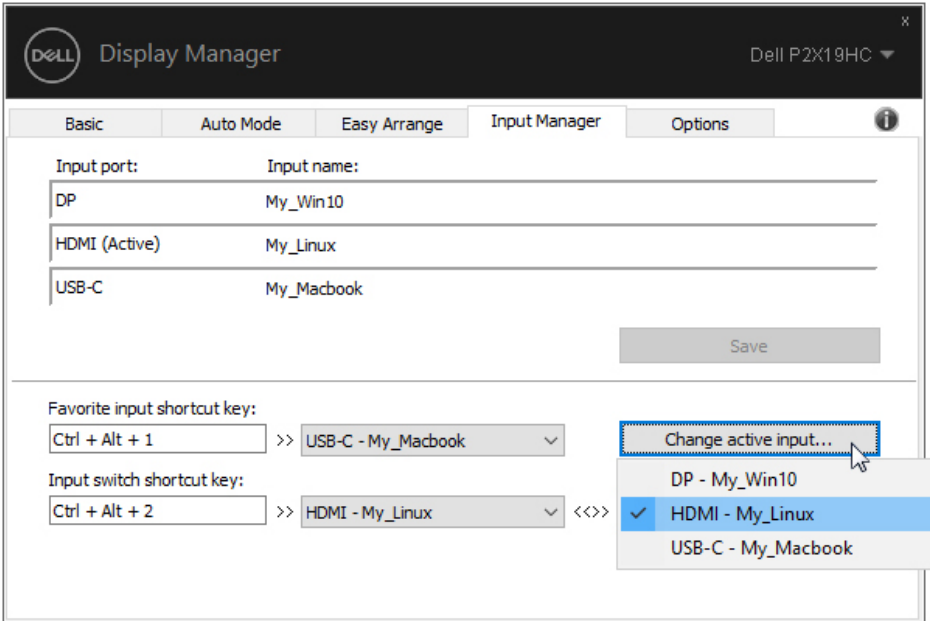 DELL Display Manager
x
Dell P2X19HC
Basic Auto Mode Easy Arrange Input Manager Options
Input port: Input name:
DP My_Win10
HDMI (Active) My_Linux
USB-C My_Macbook
Save
Favorite input shortcut key:
Ctrl + Alt + 1 >> USB-C - My_Macbook Change active input...
DP - My_Win10
Input switch shortcut key:
Ctrl + Alt + 2 >> HDMI - My_Linux <<>> HDMI - My_Linux
USB-C - My_Macbook